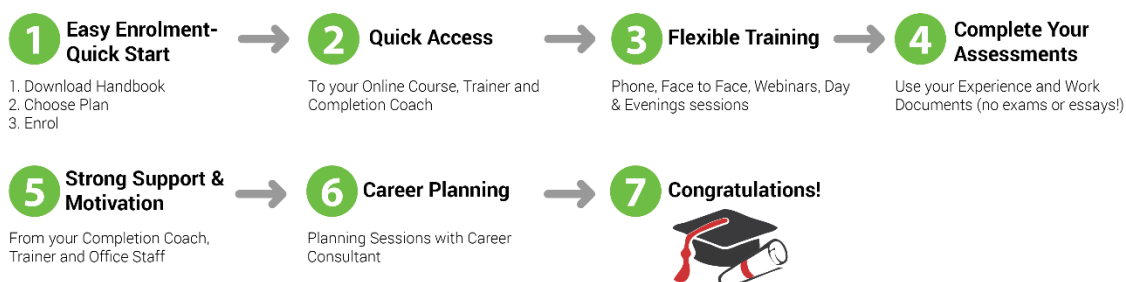 1 Easy Enrolment-
Quick Start
1. Download Handbook
2. Choose Plan
3. Enrol
2 Quick Access
To your Online Course, Trainer and
Completion Coach
3 Flexible Training
Phone, Face to Face, Webinars, Day
& Evenings sessions
4 Complete Your
Assessments
Use your Experience and Work
Documents (no exams or essays!)
5 Strong Support &
Motivation
From your Completion Coach,
Trainer and Office Staff
6 Career Planning
Planning Sessions with Career
Consultant
7 Congratulations!